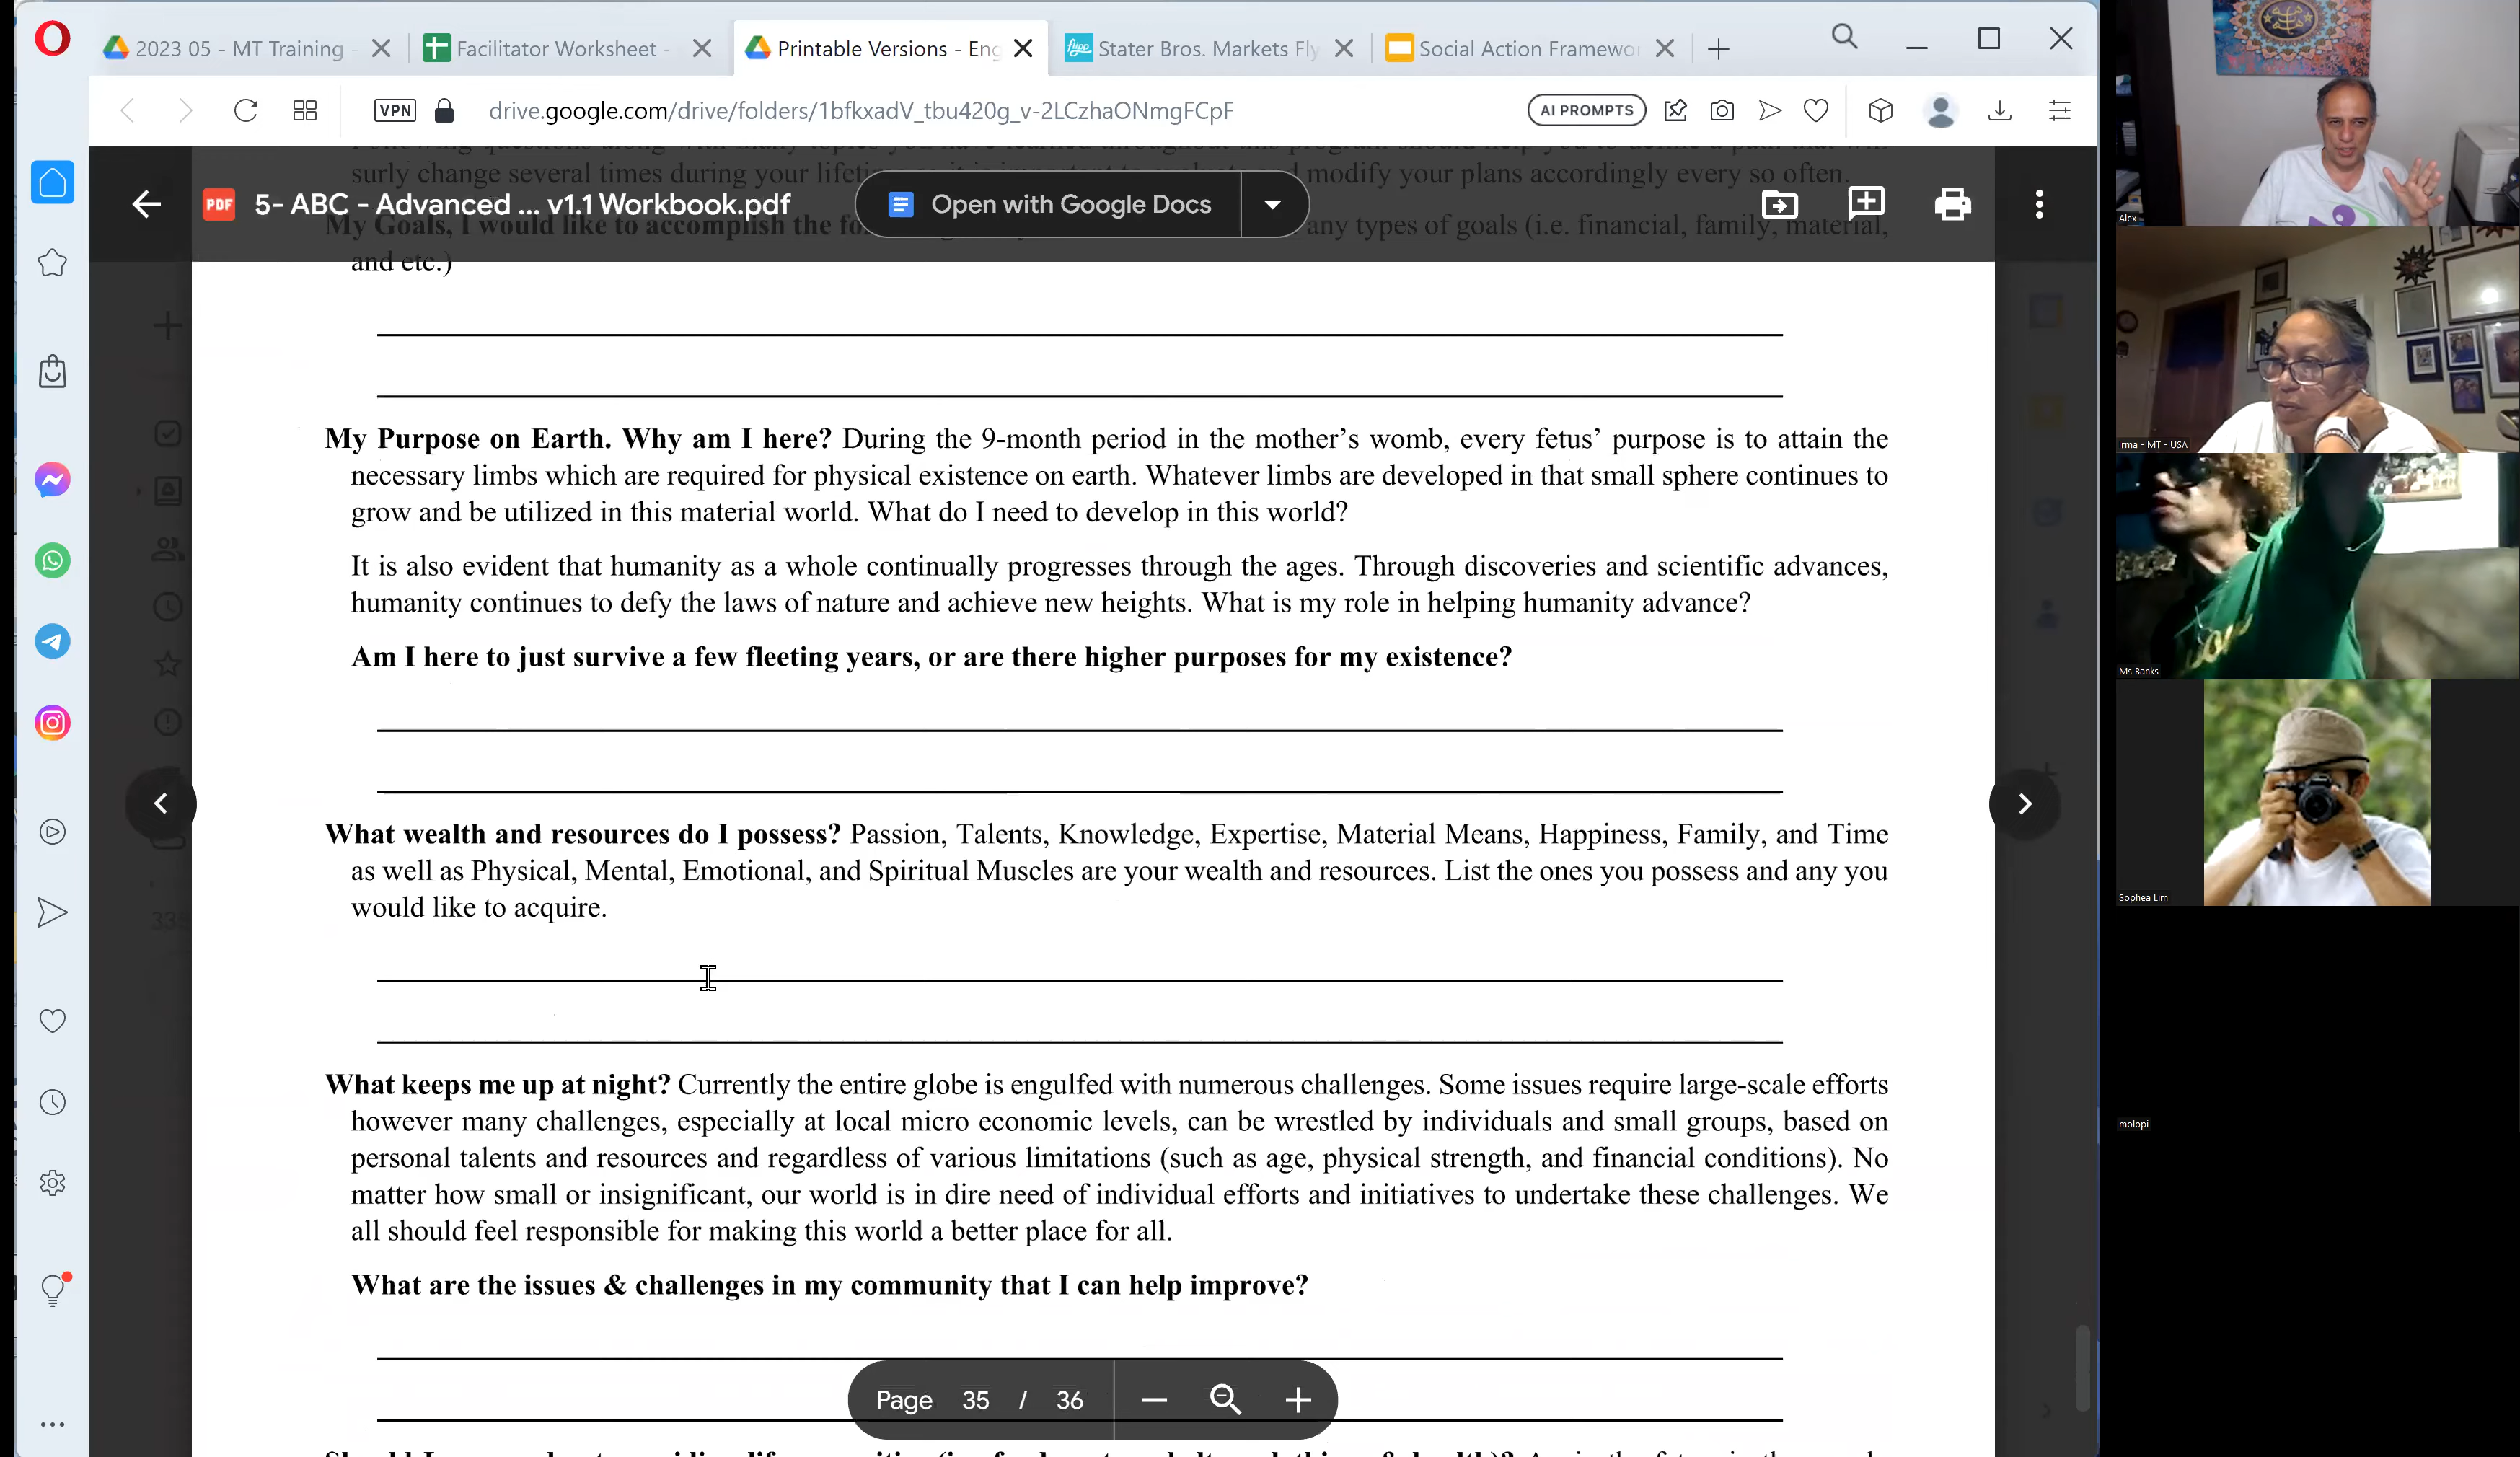 2023 05 - MT Training -
Facilitator Worksheet -
Printable Versions - Eng
flipp
Stater Bros. Markets Fly
Social Action Framewor
VPN
drive.google.com/drive/folders/1bfkxadV_tbu420g_v-2LCzhaONmgFCpF
AI PROMPTS
surly change several times during your
modify your plans accordingly every so often.
PDF
5- ABC - Advanced ... v1.1 Workbook.pdf
Open with Google Docs
My Goals, I would like to accomplish the
any types of goals (i.e. financial, family, material,
and etc.)
My Purpose on Earth. Why am I here? During the 9-month period in the mother's womb, every fetus' purpose is to attain the
necessary limbs which are required for physical existence on earth. Whatever limbs are developed in that small sphere continues to
grow and be utilized in this material world. What do I need to develop in this world?
It is also evident that humanity as a whole continually progresses through the ages. Through discoveries and scientific advances,
humanity continues to defy the laws of nature and achieve new heights. What is my role in helping humanity advance?
Am I here to just survive a few fleeting years, or are there higher purposes for my existence?
What wealth and resources do I possess? Passion, Talents, Knowledge, Expertise, Material Means, Happiness, Family, and Time
as well as Physical, Mental, Emotional, and Spiritual Muscles are your wealth and resources. List the ones you possess and any you
would like to acquire.
What keeps me up at night? Currently the entire globe is engulfed with numerous challenges. Some issues require large-scale efforts
however many challenges, especially at local micro economic levels, can be wrestled by individuals and small groups, based on
personal talents and resources and regardless of various limitations (such as age, physical strength, and financial conditions). No
matter how small or insignificant, our world is in dire need of individual efforts and initiatives to undertake these challenges. We
all should feel responsible for making this world a better place for all.
What are the issues & challenges in my community that I can help improve?
Page 35 / 36
Alex
Irma - MT - USA
Ms Banks
Sophea Lim
molopi